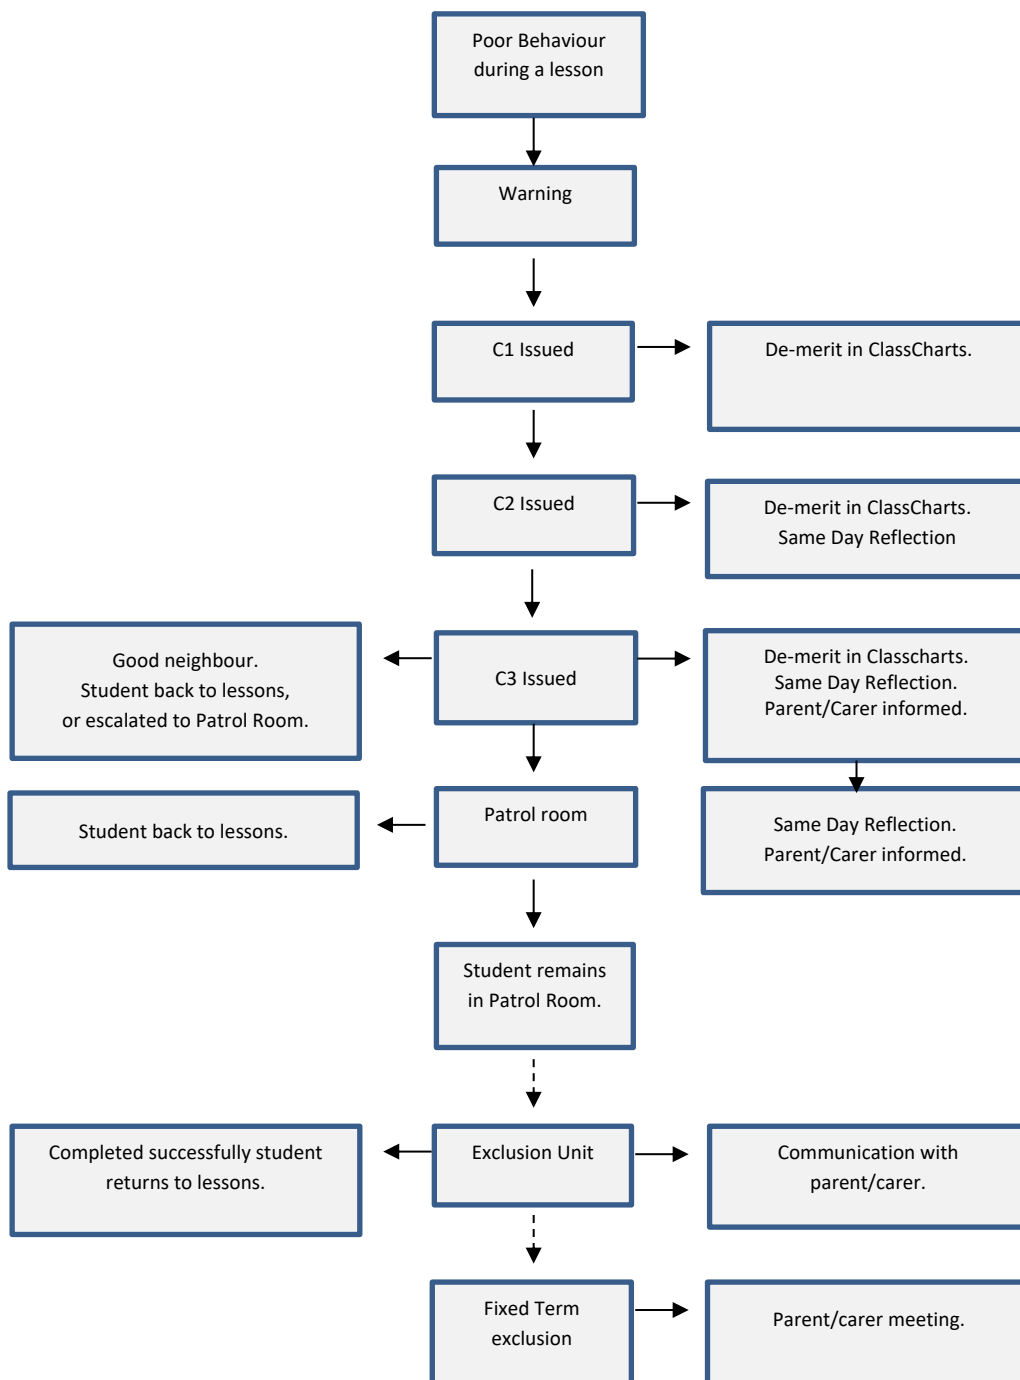 Poor Behaviour
during a lesson
Warning
C1 Issued
De-merit in ClassCharts.
C2 Issued
De-merit in ClassCharts.
Same Day Reflection
Good neighbour.
Student back to lessons,
or escalated to Patrol Room.
C3 Issued
De-merit in Classcharts.
Same Day Reflection.
Parent/Carer informed.
Student back to lessons.
Patrol room
Same Day Reflection.
Parent/Carer informed.
Student remains
in Patrol Room.
Completed successfully student
returns to lessons.
Exclusion Unit
Communication with
parent/carer.
Fixed Term
exclusion
Parent/carer meeting.